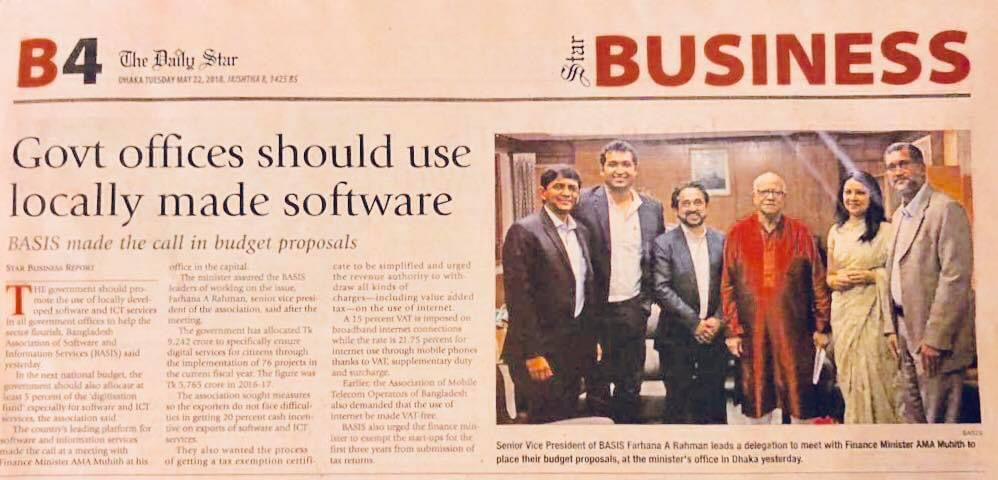 B4
The Daily Star
DHAKA TUESDAY MAY 22, 2018, JAISHTHA 8, 1425 BS
Star BUSINESS
Govt offices should use
locally made software
BASIS made the call in budget proposals
STAR BUSINESS REPORT
THE government should pro-
mote the use of locally devel-
oped software and ICT services
in all government offices to help the
sector flourish, Bangladesh
Association of Software and
Information Services (BASIS) said
yesterday.
In the next national budget, the
government should also allocate at
least 5 percent of the 'digitisation
fund' especially for software and ICT
services, the association said.
The country's leading platform for
software and information services
made the call at a meeting with
Finance Minister AMA Muhith at his
office in the capital.
The minister assured the BASIS
leaders of working on the issue,
Farhana A Rahman, senior vice presi-
dent of the association, said after the
meeting.
The government has allocated Tk
9,242 crore to specifically ensure
digital services for citizens through
the implementation of 76 projects in
the current fiscal year. The figure was
Tk 5,765 crore in 2016-17.
The association sought measures
so the exporters do not face difficul-
ties in getting 20 percent cash incen-
tive on exports of software and ICT
services.
They also wanted the process
of getting a tax exemption certifi-
cate to be simplified and urged
the revenue authority to with-
draw all kinds of
charges—including value added
tax—on the use of internet.
A 15 percent VAT is imposed on
broadband internet connections
while the rate is 21.75 percent for
internet use through mobile phones
thanks to VAT, supplementary duty
and surcharge.
Earlier, the Association of Mobile
Telecom Operators of Bangladesh
also demanded that the use of
internet be made VAT-free.
BASIS also urged the finance min-
ister to exempt the start-ups for the
first three years from submission of
tax returns.
BASIS
Senior Vice President of BASIS Farhana A Rahman leads a delegation to meet with Finance Minister AMA Muhith to
place their budget proposals, at the minister's office in Dhaka yesterday.